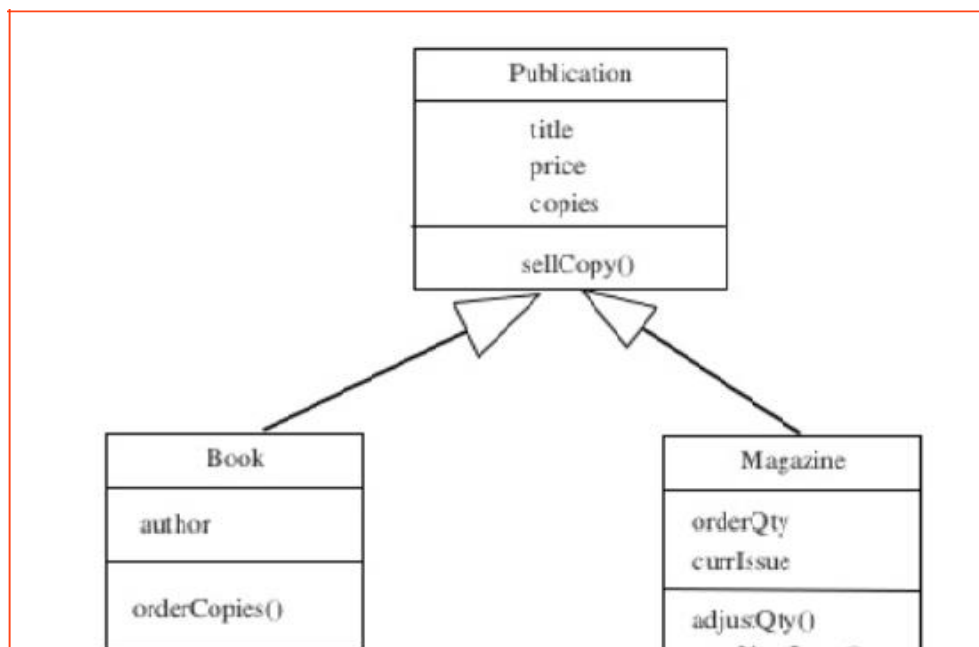 Publication
title
price
copies
sellCopy()
Book
author
orderCopies()
Magazine
orderQty
currIssue
adjustQty()